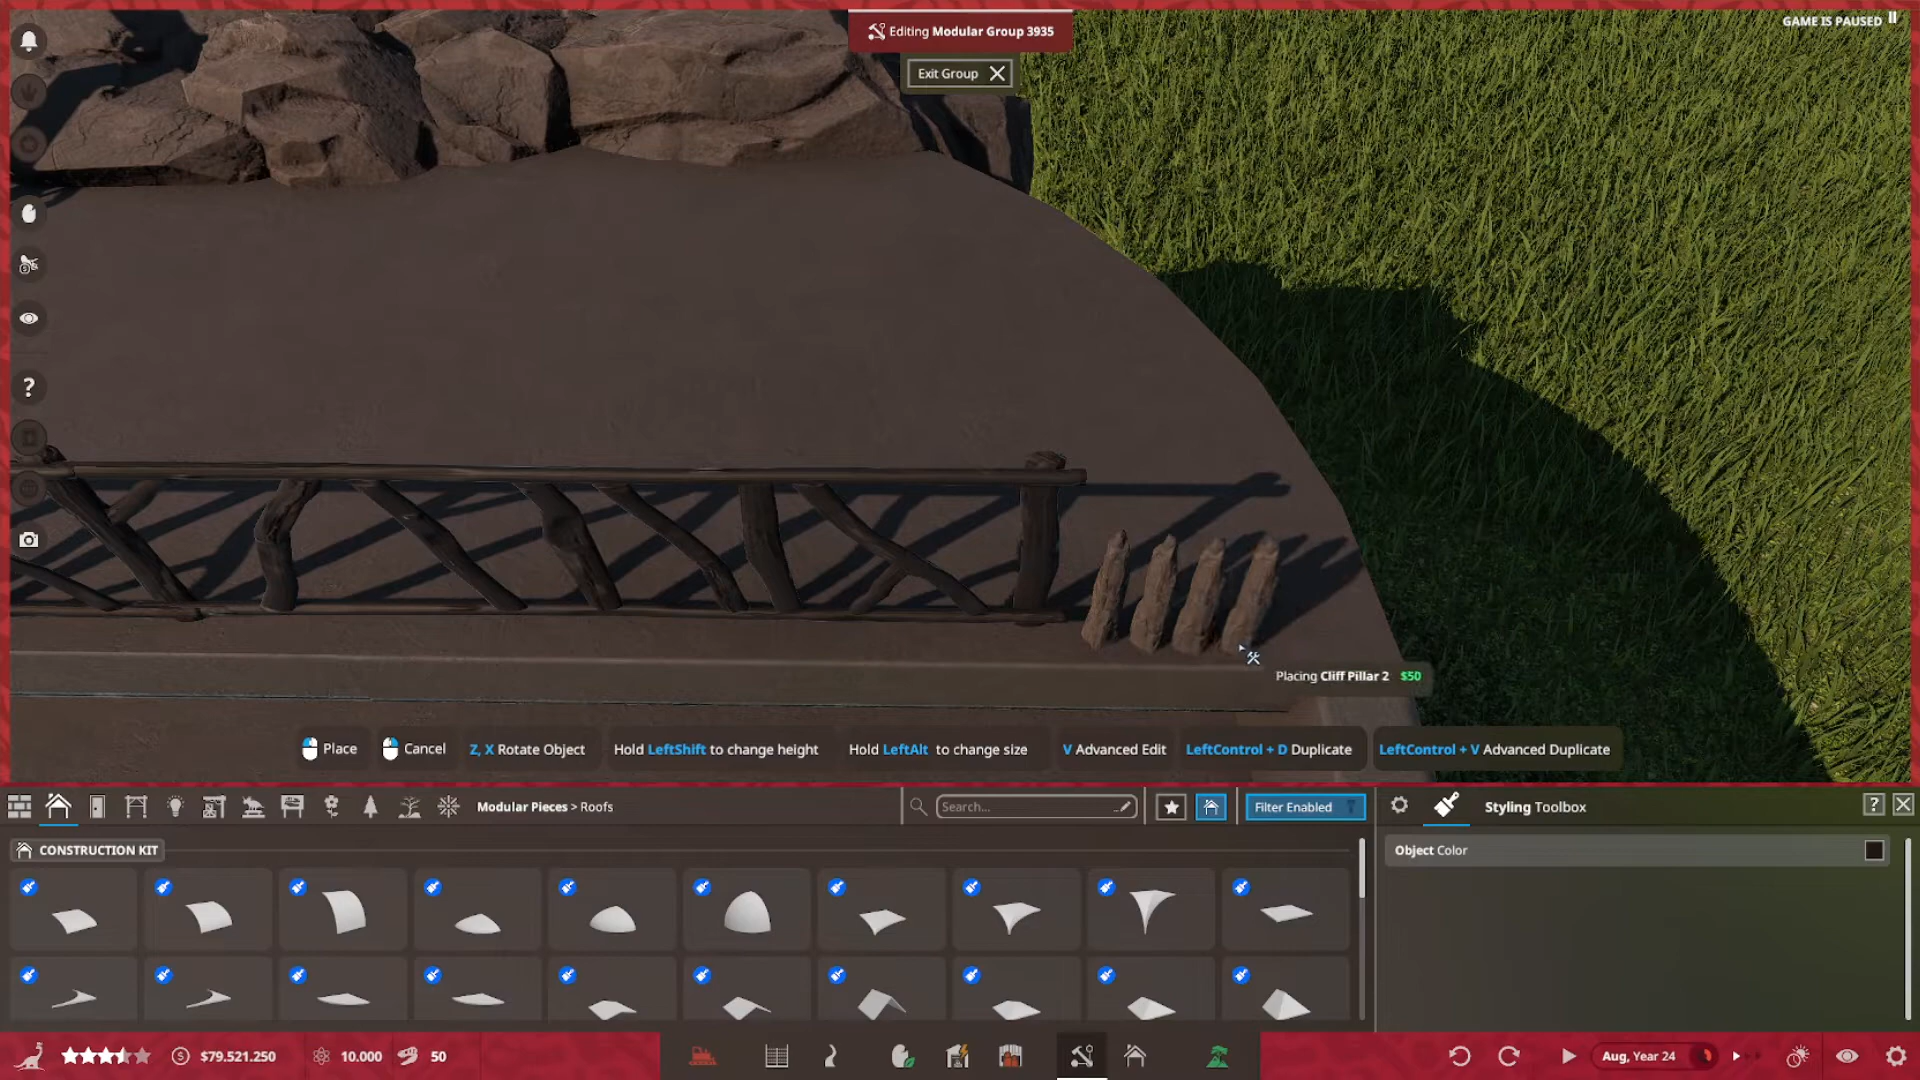 Editing Modular Group 3935
Exit Group
GAME IS PAUSED
?
Placing Cliff Pillar 2 $50
Place
Cancel
Z, X Rotate Object
Hold LeftShift to change height
Hold LeftAlt to change size
V Advanced Edit
LeftControl + D Duplicate
LeftControl + V Advanced Duplicate
Modular Pieces > Roofs
Search...
Filter Enabled
Styling Toolbox
?
CONSTRUCTION KIT
Object Color
$79.521.250
10.000
50
Aug, Year 24